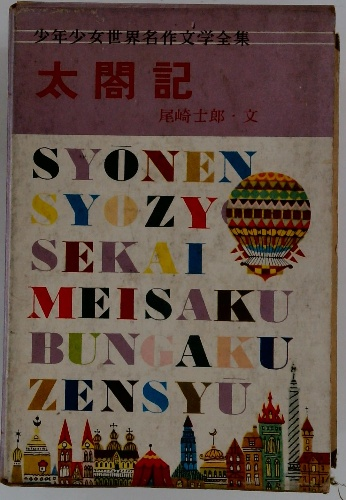 少年少女世界名作文学全集
太閤記
尾崎士郎・文
SYŌNEN
SYOZYO
SEKAI
MEISAKU
BUNGAKU
ZENSYŪ